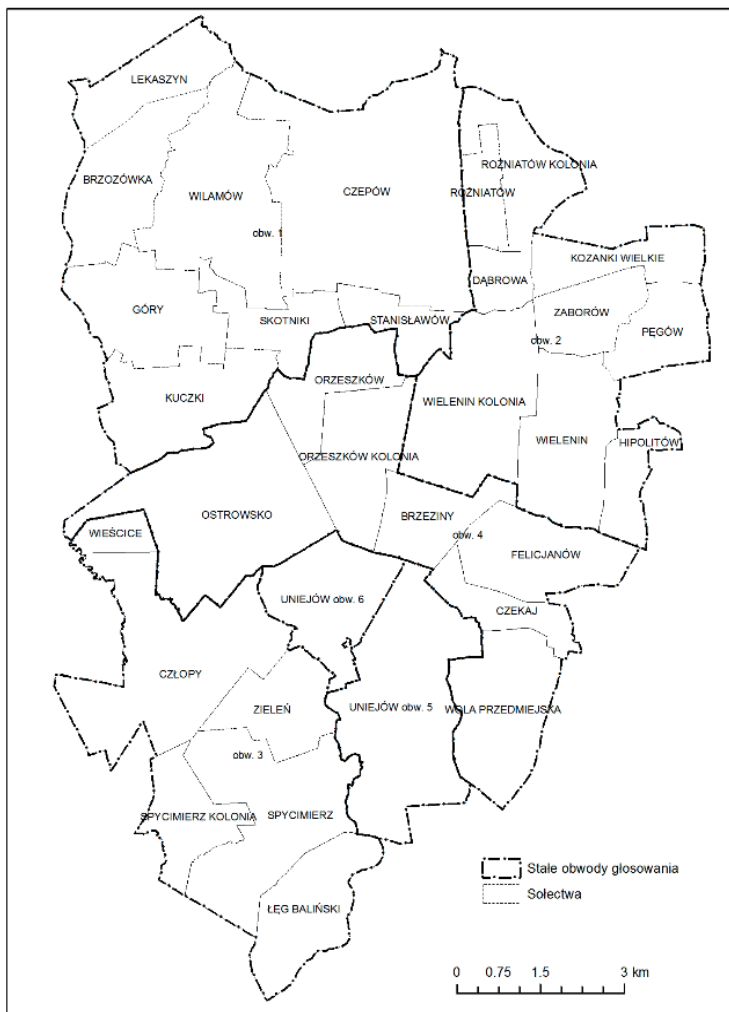 LEKASZYN
ROŻNIATÓW KOLONIA
BRZOZÓWKA
WILAMÓW
CZEPÓW
ROŻNIATÓW
obw. 1
KOZANKI WIELKIE
DĄBROWA
GÓRY
ZABORÓW
SKOTNIKI
STANISŁAWÓW
PĘGÓW
obw. 2
ORZESZKÓW
KUCZKI
WIELENIN KOLONIA
WIELENIN
HIPOLITÓW
ORZESZKÓW KOLONIA
OSTROWSKO
BRZEZINY
WIEŚCICE
obw. 4
FELICJANÓW
UNIEJÓW obw. 6
CZEKAJ
CZŁOPY
ZIELEŃ
UNIEJÓW obw. 5
WOLA PRZEDMIEJSKA
obw. 3
SPYCIMIERZ KOLONIA
SPYCIMIERZ
Stałe obwody głosowania
Sołectwa
ŁĘG BALIŃSKI
0 0.75 1.5 3 km